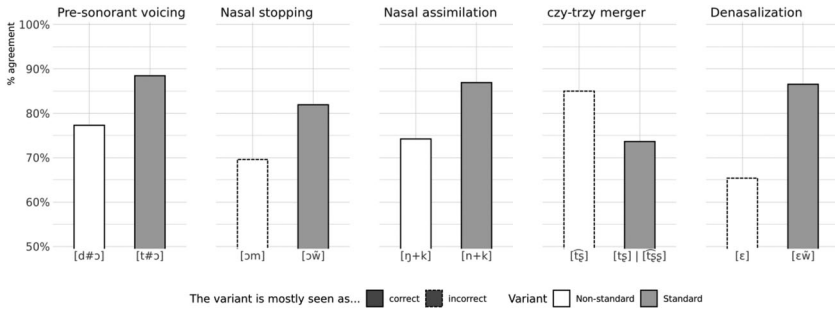 Pre-sonorant voicing
Nasal stopping
Nasal assimilation
czy-trzy merger
Denasalization
% agreement
100%
90%
80%
70%
60%
50%
[d#ɔ] [t#ɔ]
[ɔm] [ɔw̃]
[ŋ+k] [n+k]
[t͡ʂ] [tʂ] | [t͡ʂʂ]
[ɛ] [ɛw̃]
The variant is mostly seen as... correct incorrect Variant Non-standard Standard